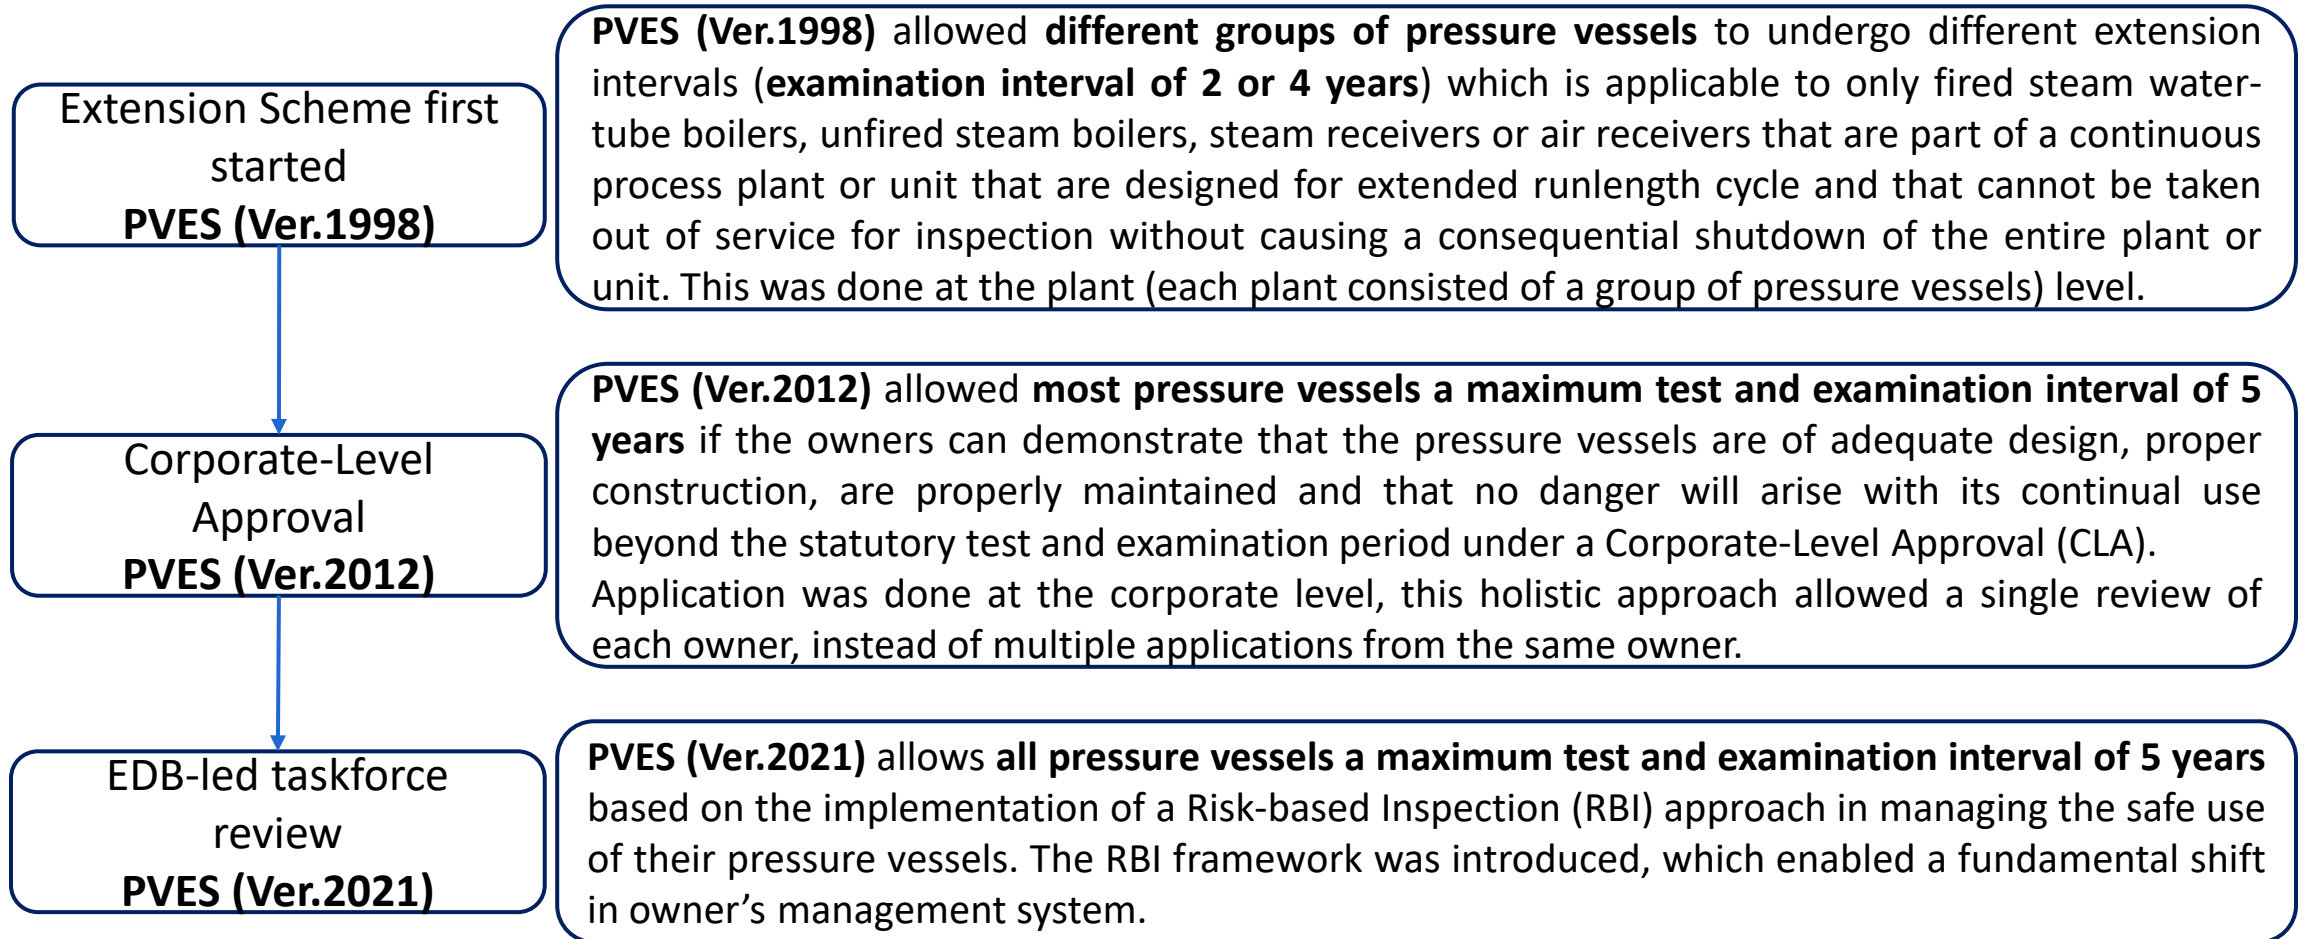 Extension Scheme first
started
PVES (Ver.1998)
PVES (Ver.1998) allowed different groups of pressure vessels to undergo different extension
intervals (examination interval of 2 or 4 years) which is applicable to only fired steam water-
tube boilers, unfired steam boilers, steam receivers or air receivers that are part of a continuous
process plant or unit that are designed for extended runlength cycle and that cannot be taken
out of service for inspection without causing a consequential shutdown of the entire plant or
unit. This was done at the plant (each plant consisted of a group of pressure vessels) level.
Corporate-Level
Approval
PVES (Ver.2012)
PVES (Ver.2012) allowed most pressure vessels a maximum test and examination interval of 5
years if the owners can demonstrate that the pressure vessels are of adequate design, proper
construction, are properly maintained and that no danger will arise with its continual use
beyond the statutory test and examination period under a Corporate-Level Approval (CLA).
Application was done at the corporate level, this holistic approach allowed a single review of
each owner, instead of multiple applications from the same owner.
EDB-led taskforce
review
PVES (Ver.2021)
PVES (Ver.2021) allows all pressure vessels a maximum test and examination interval of 5 years
based on the implementation of a Risk-based Inspection (RBI) approach in managing the safe use
of their pressure vessels. The RBI framework was introduced, which enabled a fundamental shift
in owner’s management system.